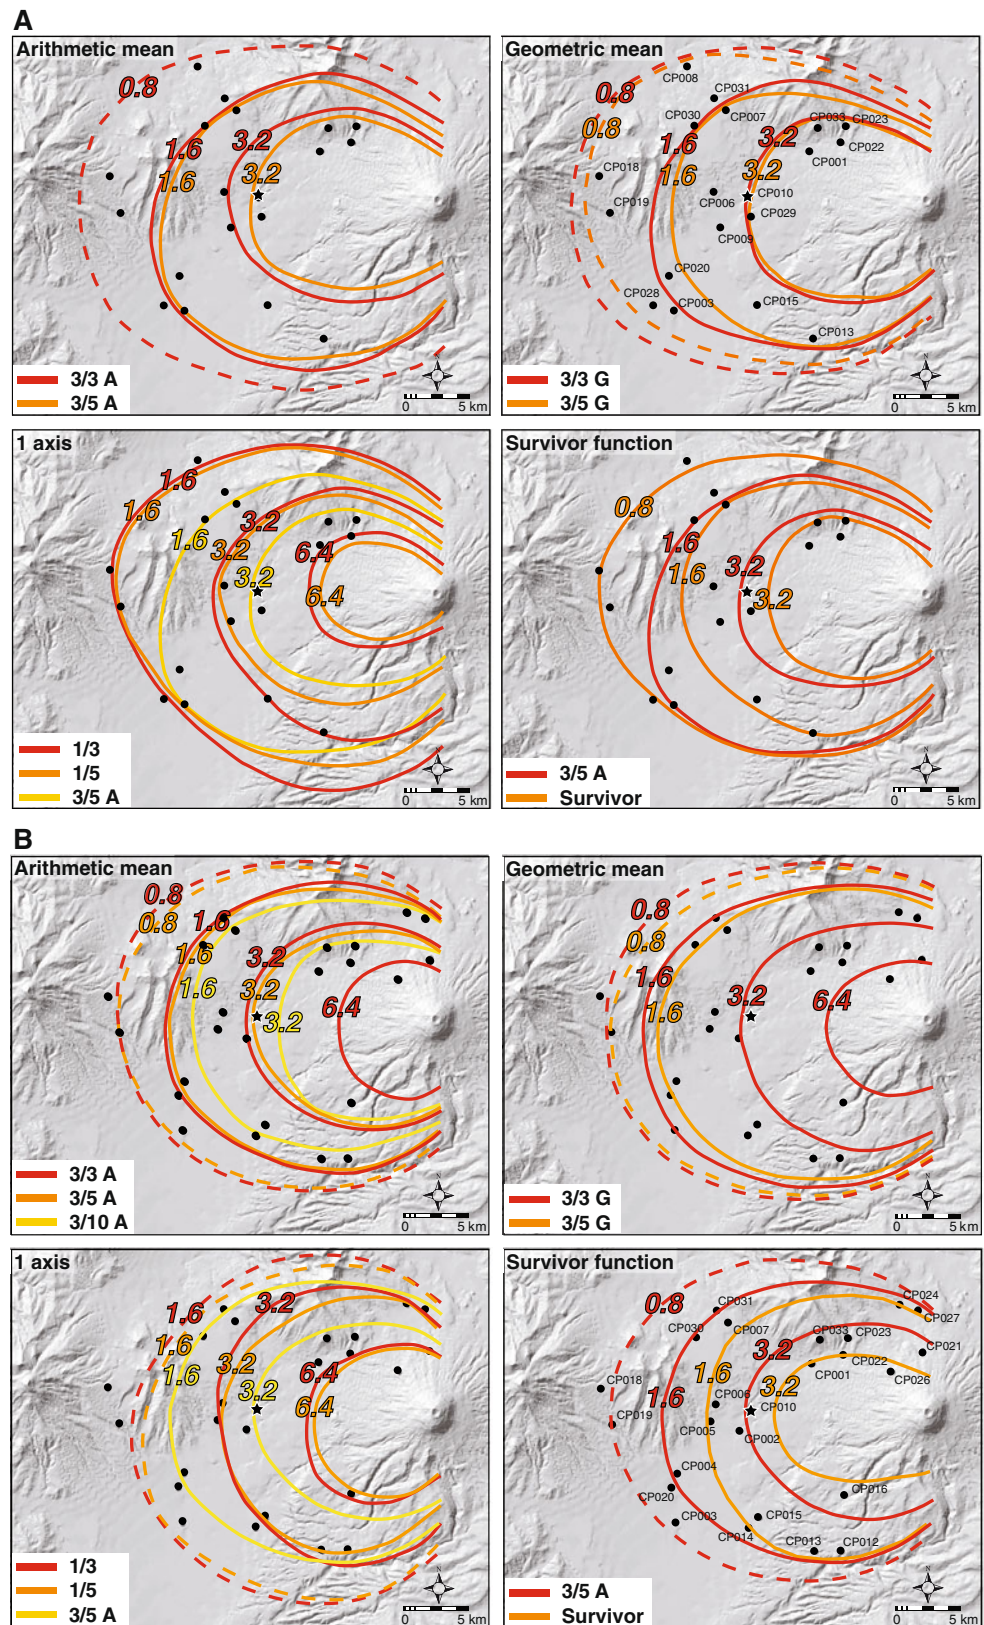 A
Arithmetic mean
0.8
1.6
3.2
1.6
3.2
3/3 A
3/5 A
N
0 5 km
Geometric mean
CP008
0.8
CP031
0.8
CP030
CP007
CP033
CP023
1.6
3.2
CP022
CP001
CP018
1.6
3.2
CP006
CP010
CP019
CP029
CP009
CP020
CP028
CP003
CP015
CP013
3/3 G
3/5 G
N
0 5 km
1 axis
1.6
1.6
3.2
1.6
3.2
6.4
3.2
6.4
1/3
1/5
3/5 A
N
0 5 km
Survivor function
0.8
1.6
1.6
3.2
3.2
3/5 A
Survivor
N
0 5 km
B
Arithmetic mean
0.8
0.8
1.6
1.6
3.2
1.6
3.2
6.4
3.2
3/3 A
3/5 A
3/10 A
N
0 5 km
Geometric mean
0.8
0.8
1.6
3.2
6.4
1.6
3/3 G
3/5 G
N
0 5 km
1 axis
1.6
3.2
1.6
1.6
3.2
6.4
3.2
6.4
1/3
1/5
3/5 A
N
0 5 km
Survivor function
0.8
CP031
CP024
CP027
CP030
CP007
CP033
CP023
3.2
CP021
CP022
CP001
CP026
CP018
1.6
1.6
3.2
CP006
CP010
CP019
CP005
CP002
CP004
CP020
CP016
CP003
CP015
CP014
CP013
CP012
3/5 A
Survivor
N
0 5 km